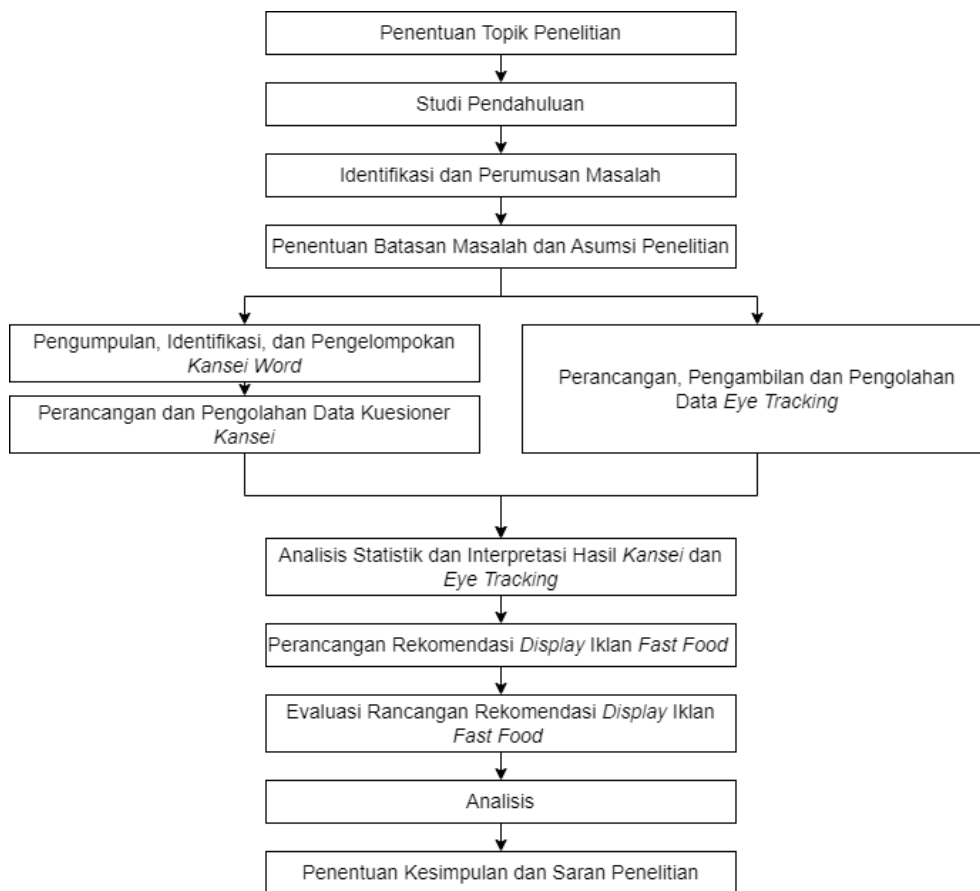 Penentuan Topik Penelitian
Studi Pendahuluan
Identifikasi dan Perumusan Masalah
Penentuan Batasan Masalah dan Asumsi Penelitian
Pengumpulan, Identifikasi, dan Pengelompokan
Kansei Word
Perancangan dan Pengolahan Data Kuesioner
Kansei
Perancangan, Pengambilan dan Pengolahan
Data Eye Tracking
Analisis Statistik dan Interpretasi Hasil Kansei dan
Eye Tracking
Perancangan Rekomendasi Display Iklan Fast Food
Evaluasi Rancangan Rekomendasi Display Iklan
Fast Food
Analisis
Penentuan Kesimpulan dan Saran Penelitian